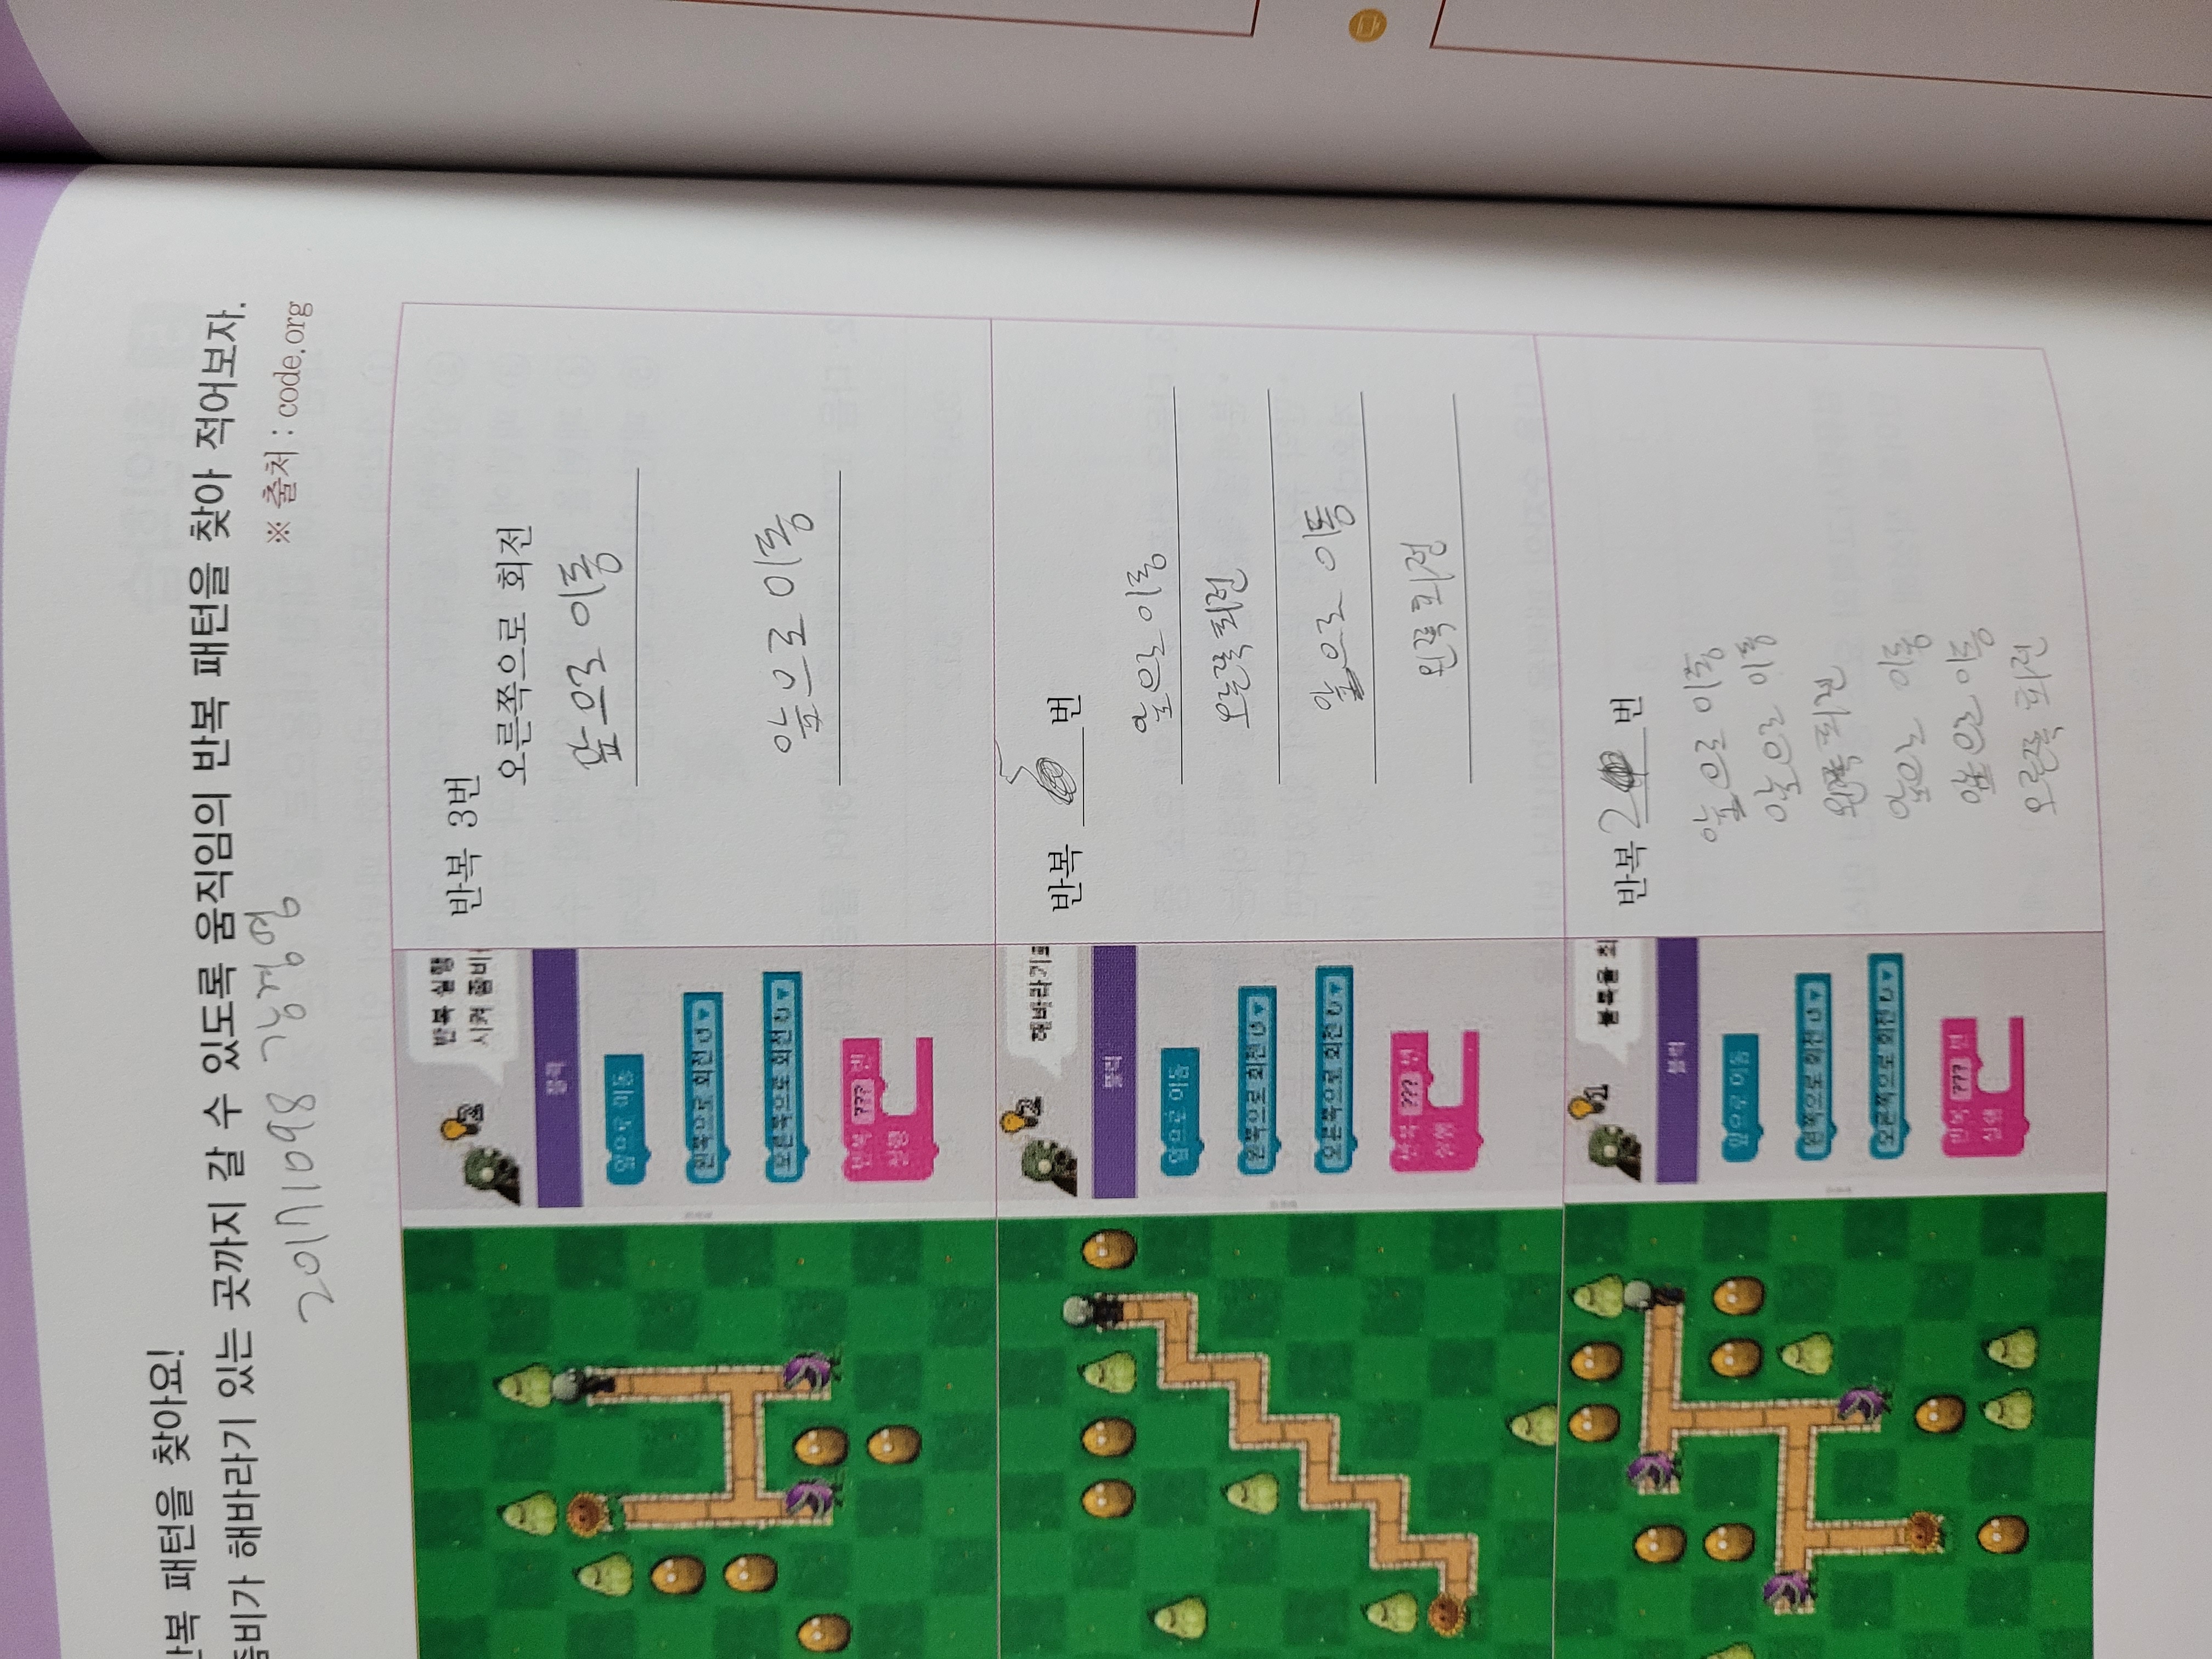 반복 패턴을 찾아요!
좀비가 해바라기 있는 곳까지 갈 수 있도록 움직임의 반복 패턴을 찾아 적어보자.
20171098 강경영
※ 출처 : code.org
반복 실행
시켜 좀비
블럭
앞으로 이동
왼쪽으로 회전
오른쪽으로 회전
반복 ??? 번
실행
반복 3번
오른쪽으로 회전
앞으로 이동
앞으로 이동
2
해바라기로
블럭
앞으로 이동
왼쪽으로 회전
오른쪽으로 회전
반복 ??? 번
실행
반복 5 번
앞으로 이동
오른쪽 회전
앞으로 이동
왼쪽 회전
1
블록을 최
블럭
앞으로 이동
왼쪽으로 회전
오른쪽으로 회전
반복 ??? 번
실행
반복 2 번
앞으로 이동
앞으로 이동
왼쪽 회전
앞으로 이동
앞으로 이동
오른쪽 회전